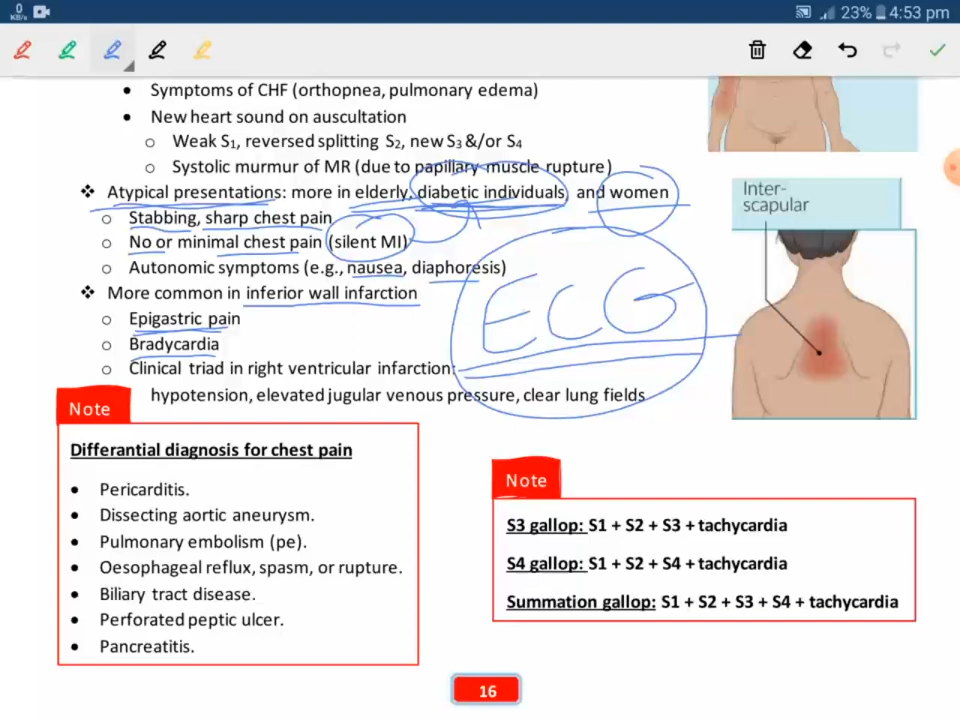 0
KB/s
23% 4:53 pm
• Symptoms of CHF (orthopnea, pulmonary edema)
• New heart sound on auscultation
o Weak S1, reversed splitting S2, new S3 &/or S4
o Systolic murmur of MR (due to papillary muscle rupture)
❖ Atypical presentations: more in elderly, diabetic individuals, and women
o Stabbing, sharp chest pain
o No or minimal chest pain (silent MI)
o Autonomic symptoms (e.g., nausea, diaphoresis)
❖ More common in inferior wall infarction
o Epigastric pain
o Bradycardia
o Clinical triad in right ventricular infarction:
hypotension, elevated jugular venous pressure, clear lung fields
ECG
Inter-
scapular
Note
Differantial diagnosis for chest pain
• Pericarditis.
• Dissecting aortic aneurysm.
• Pulmonary embolism (pe).
• Oesophageal reflux, spasm, or rupture.
• Biliary tract disease.
• Perforated peptic ulcer.
• Pancreatitis.
Note
S3 gallop: S1 + S2 + S3 + tachycardia
S4 gallop: S1 + S2 + S4 + tachycardia
Summation gallop: S1 + S2 + S3 + S4 + tachycardia
16